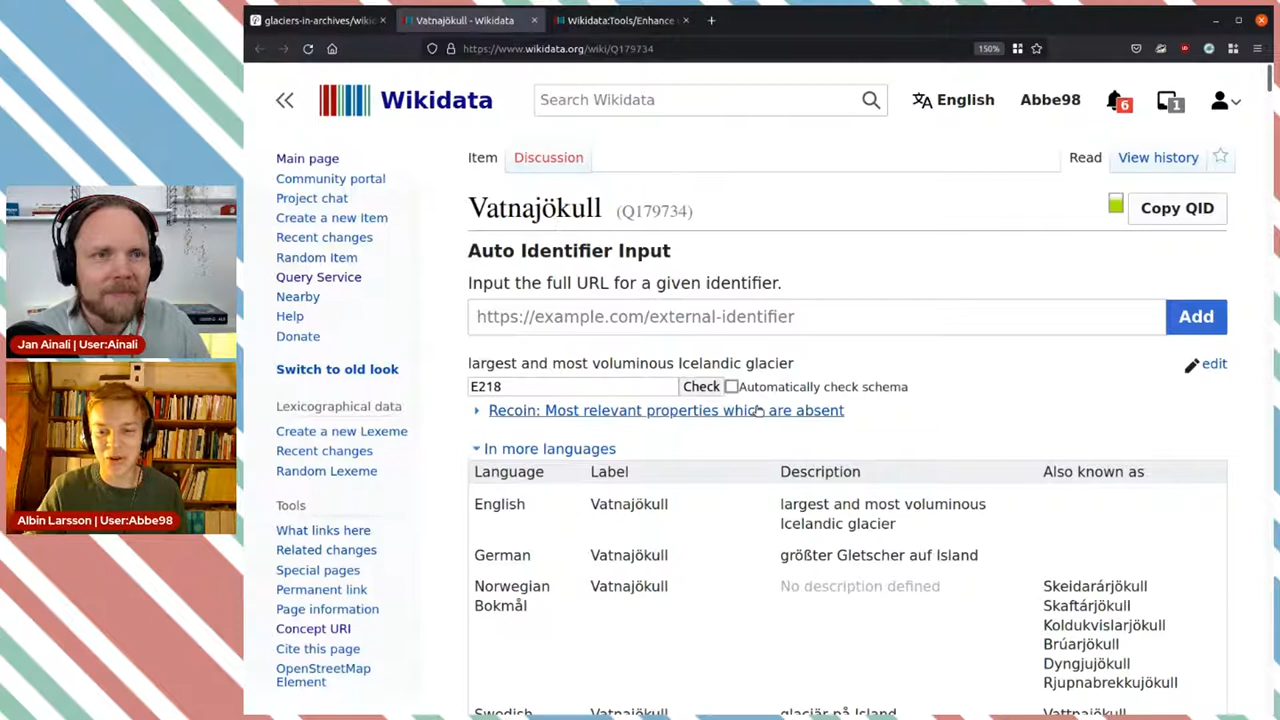 glaciers-in-archives/wikid
Vatnajökull - Wikidata
Wikidata:Tools/Enhance
https://www.wikidata.org/wiki/Q179734
150%
Wikidata
Search Wikidata
English
Abbe98
6
1
Main page
Community portal
Project chat
Create a new Item
Recent changes
Random Item
Query Service
Nearby
Help
Donate
Switch to old look
Lexicographical data
Create a new Lexeme
Recent changes
Random Lexeme
Tools
What links here
Related changes
Special pages
Permanent link
Page information
Concept URI
Cite this page
OpenStreetMap
Element
Item Discussion Read View history
Vatnajökull (Q179734)
Copy QID
Auto Identifier Input
Input the full URL for a given identifier.
https://example.com/external-identifier Add
largest and most voluminous Icelandic glacier edit
E218 Check Automatically check schema
Recoin: Most relevant properties which are absent
In more languages
Language Label Description Also known as
English Vatnajökull largest and most voluminous
Icelandic glacier
German Vatnajökull größter Gletscher auf Island
Norwegian Vatnajökull No description defined Skeidarárjökull
Bokmål Skaftárjökull
Koldukvislarjökull
Brúarjökull
Dyngjujökull
Rjupnabrekkujökull
Swedish Vatnajökull glaciär på Island Vattnajökull
Jan Ainali | User:Ainali
Albin Larsson | User:Abbe98